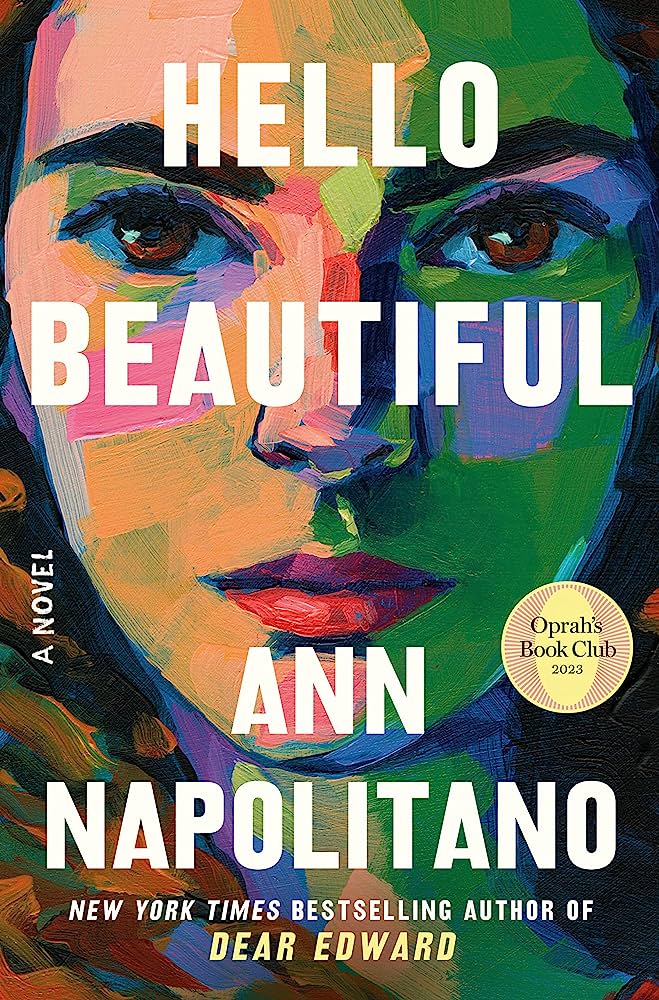 HELLO
BEAUTIFUL
A NOVEL
Oprah's
Book Club
2023
ANN
NAPOLITANO
NEW YORK TIMES BESTSELLING AUTHOR OF
DEAR EDWARD